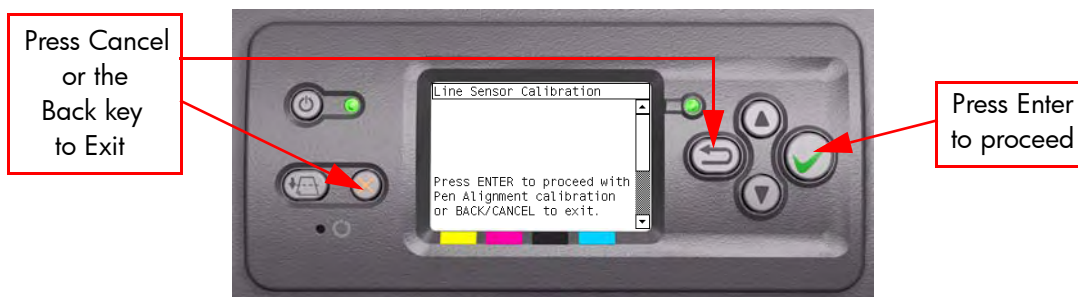 Press Cancel
or the
Back key
to Exit
Line Sensor Calibration
Press ENTER to proceed with
Pen Alignment calibration
or BACK/CANCEL to exit.
Press Enter
to proceed